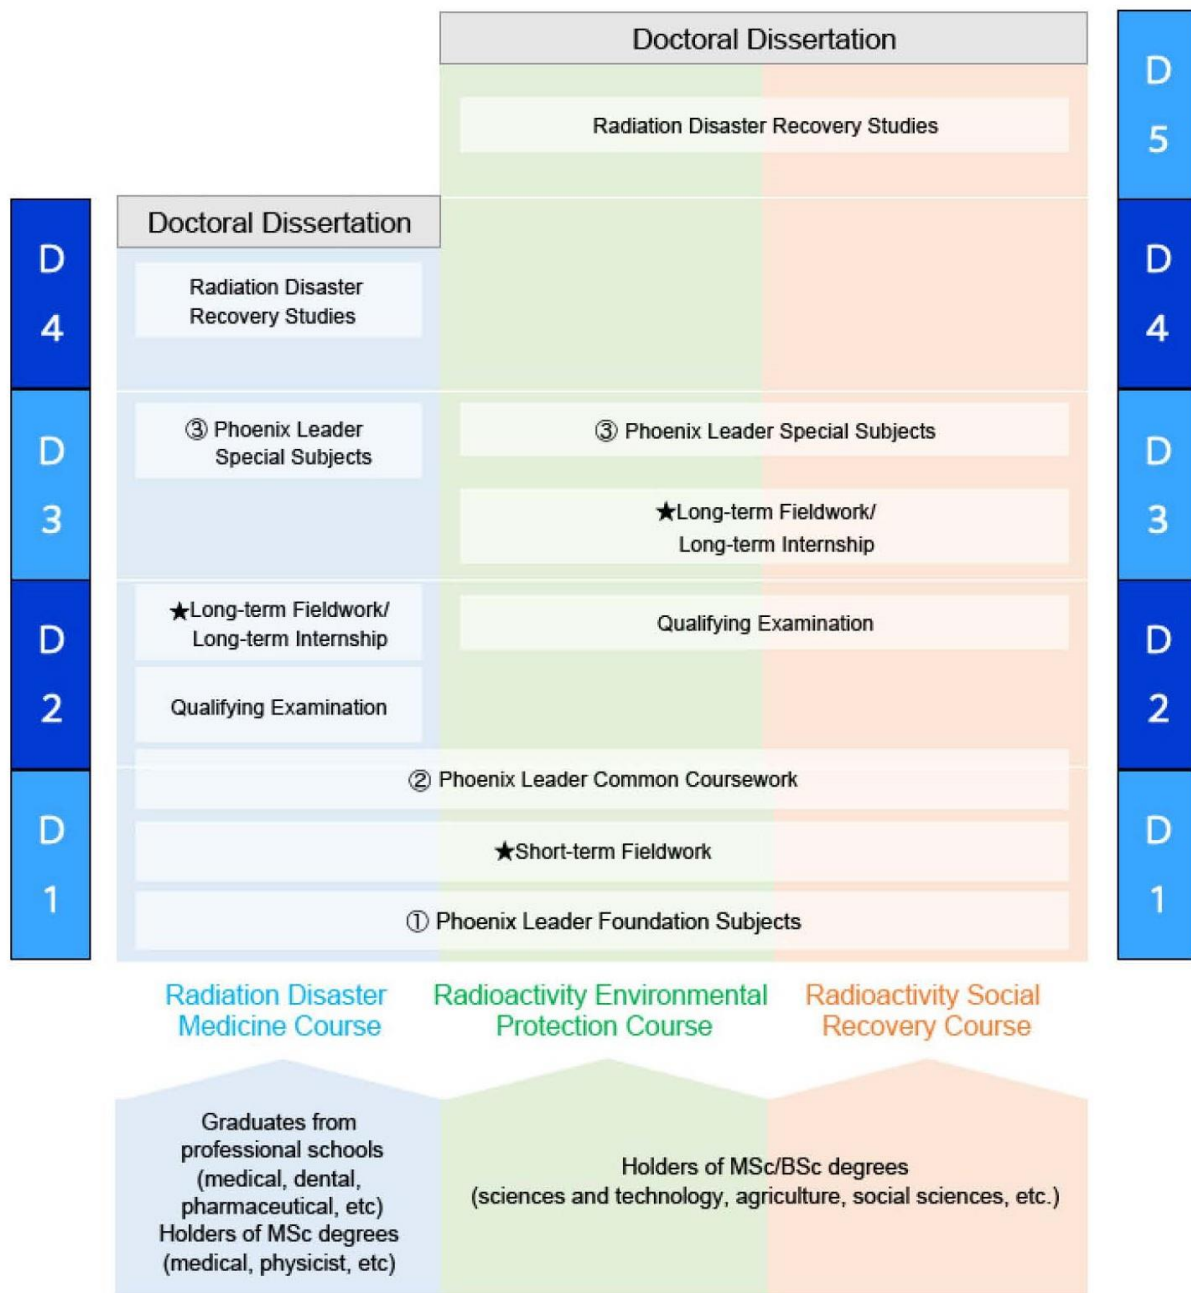 Doctoral Dissertation
Radiation Disaster Recovery Studies
D
5
Doctoral Dissertation
D
4
Radiation Disaster
Recovery Studies
D
4
D
3
③ Phoenix Leader
Special Subjects
③ Phoenix Leader Special Subjects
★Long-term Fieldwork/
Long-term Internship
D
3
D
2
★Long-term Fieldwork/
Long-term Internship
Qualifying Examination
Qualifying Examination
D
2
② Phoenix Leader Common Coursework
D
1
★Short-term Fieldwork
① Phoenix Leader Foundation Subjects
D
1
Radiation Disaster
Medicine Course
Radioactivity Environmental
Protection Course
Radioactivity Social
Recovery Course
Graduates from
professional schools
(medical, dental,
pharmaceutical, etc)
Holders of MSc degrees
(medical, physicist, etc)
Holders of MSc/BSc degrees
(sciences and technology, agriculture, social sciences, etc.)